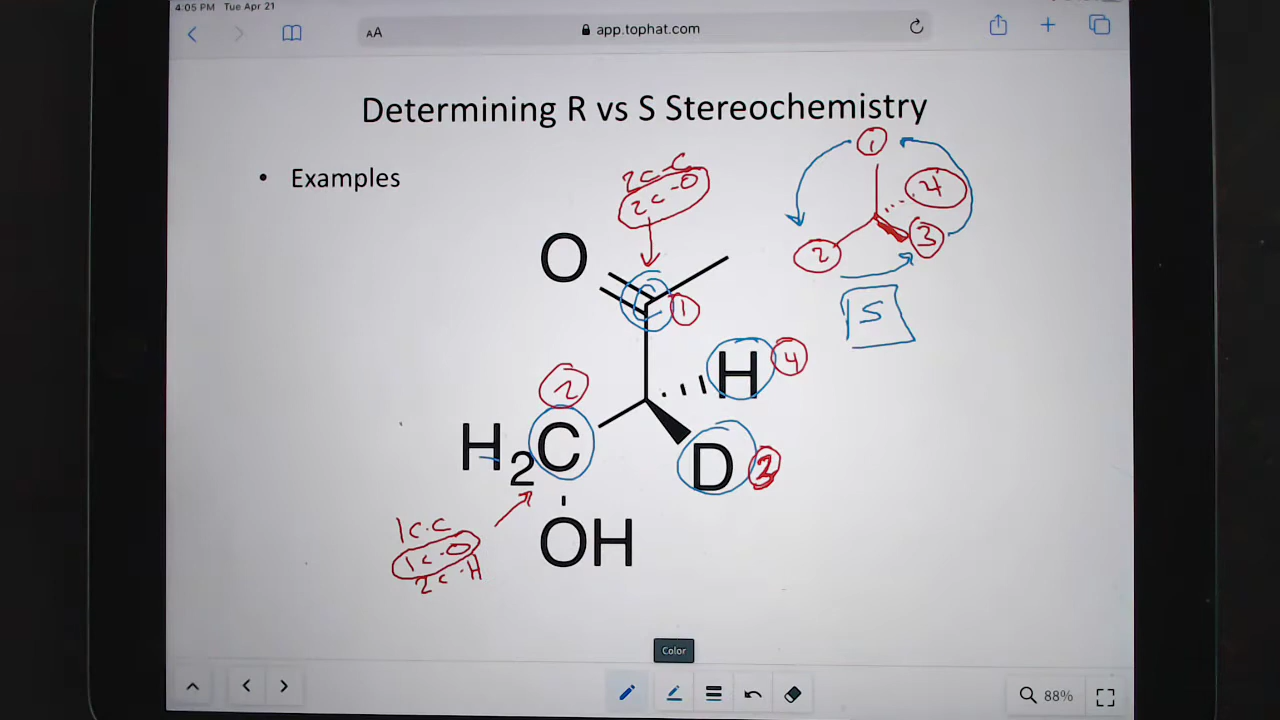 4:05 PM Tue Apr 21
AA
app.tophat.com
Determining R vs S Stereochemistry
• Examples
2C-C
2C-O
O
C
1
H
4
2
H2C
D
3
OH
1C-C
1C-O
2C-H
1
4
3
2
S
Color
88%